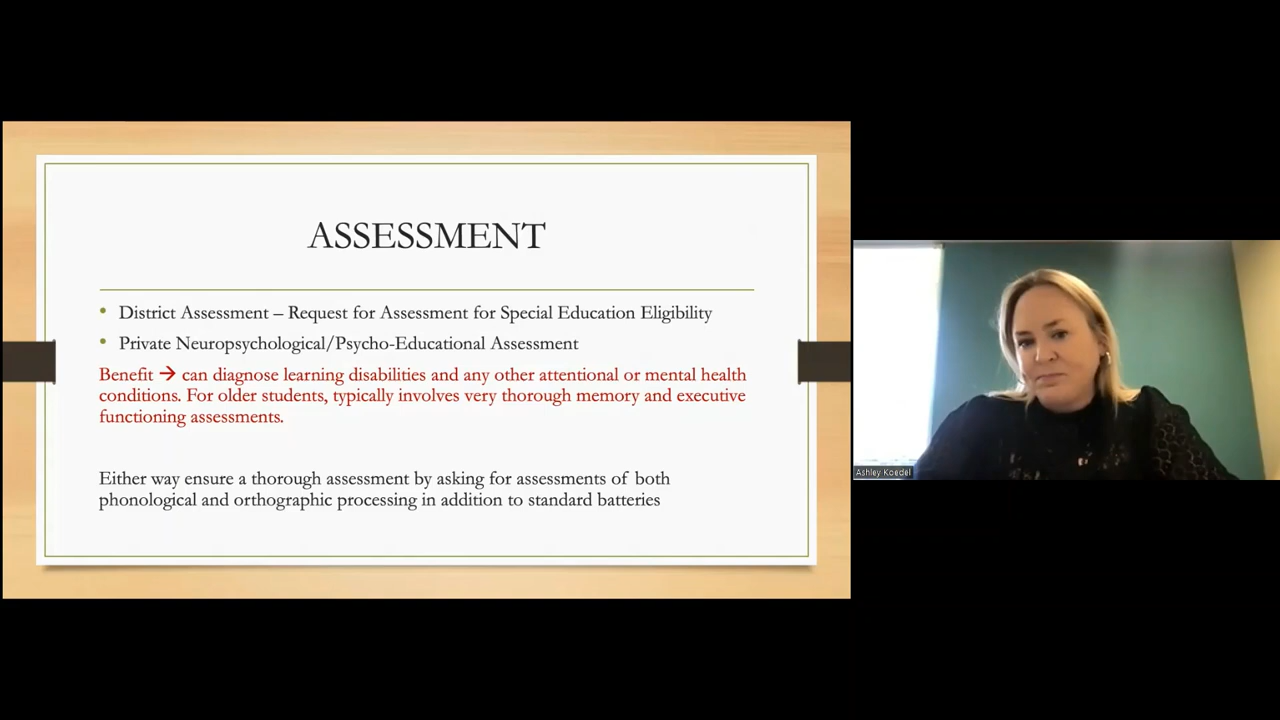 ASSESSMENT
• District Assessment – Request for Assessment for Special Education Eligibility
• Private Neuropsychological/Psycho-Educational Assessment
Benefit → can diagnose learning disabilities and any other attentional or mental health
conditions. For older students, typically involves very thorough memory and executive
functioning assessments.
Either way ensure a thorough assessment by asking for assessments of both
phonological and orthographic processing in addition to standard batteries
Ashley Koedel